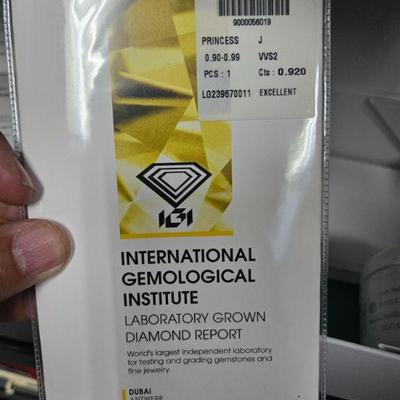 9000056019
PRINCESS J
0.90-0.99 VVS2
PCS : 1 Cts : 0.920
LG239670011 EXCELLENT
IGI
INTERNATIONAL
GEMOLOGICAL
INSTITUTE
LABORATORY GROWN
DIAMOND REPORT
World's largest independent laboratory
for testing and grading gemstones and
fine jewelry.
DUBAI
ANTWERP